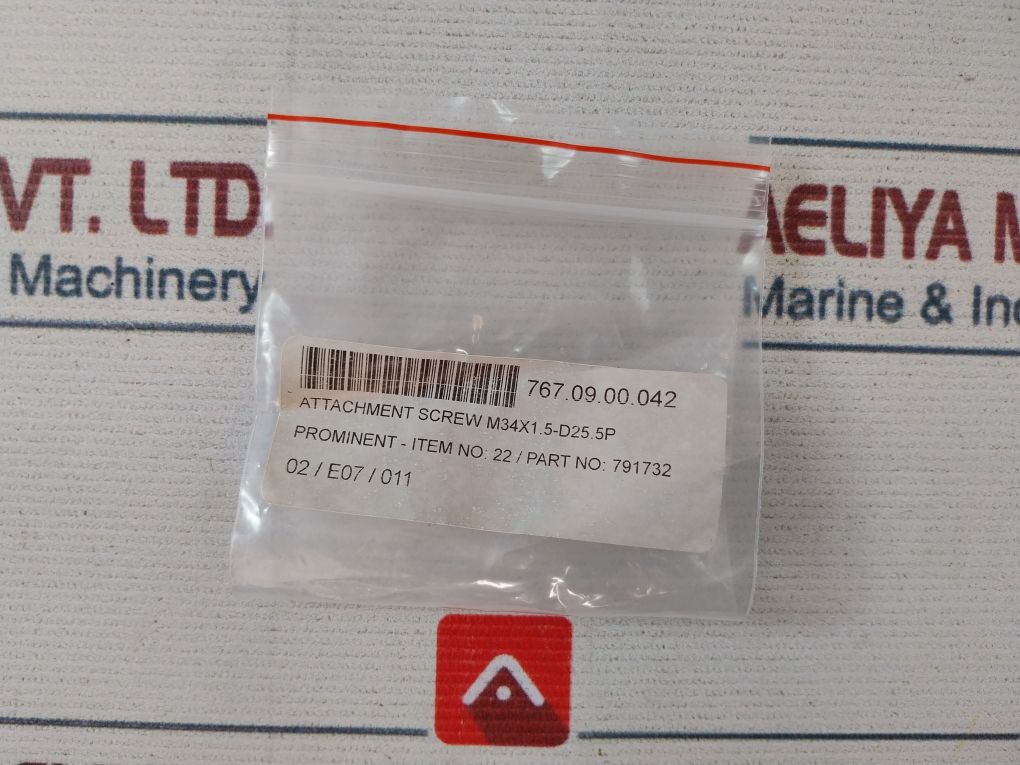 VT. LTD
AELIYA M
Machinery
Marine & Ind
767.09.00.042
ATTACHMENT SCREW M34X1.5-D25.5P
PROMINENT - ITEM NO: 22 / PART NO: 791732
02 / E07 / 011